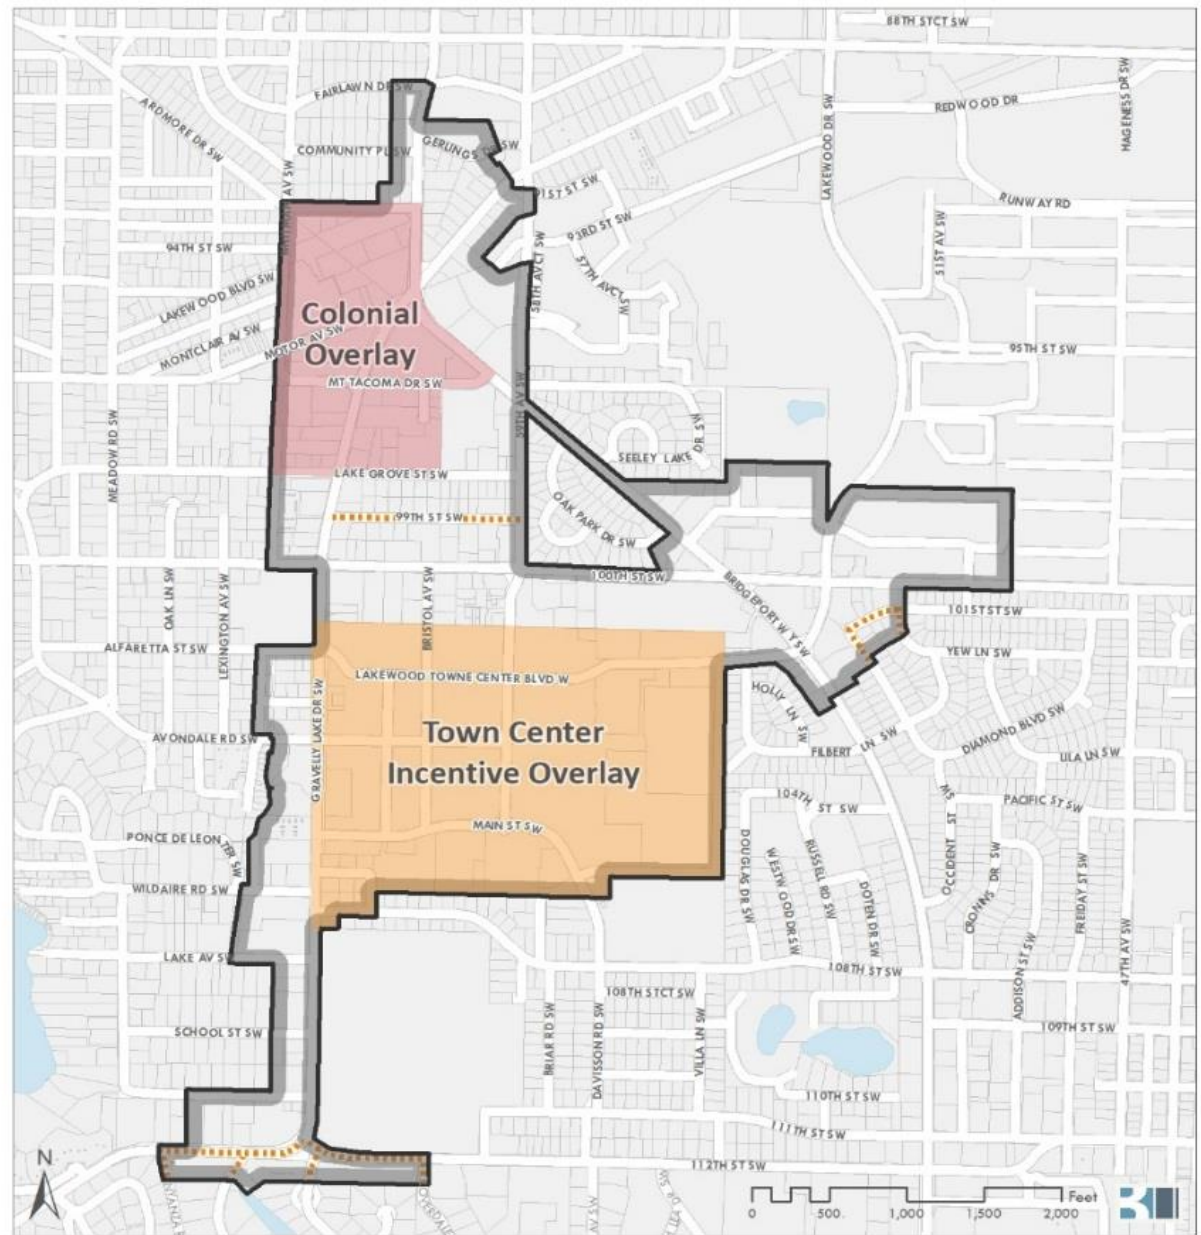 88TH STCT SW
HAGENESS DR SW
FAIRLAWN DR SW
LAKEWOOD DR SW
REDWOOD DR
ARDMORE DR SW
COMMUNITY PL SW
GERLINGS DR SW
91ST ST SW
RUNWAY RD
AV SW
93RD ST SW
51ST AV SW
94TH ST SW
58TH AVCT SW
57TH AVCT SW
LAKEWOOD BLVD SW
Colonial
Overlay
MONTCLAIR AV SW
MOTOR AV SW
95TH ST SW
MT TACOMA DR SW
59TH AV SW
MEADOW RD SW
SEELEY LAKE DR SW
LAKE GROVE ST SW
OAK PARK DR SW
99TH ST SW
100TH ST SW
OAK LN SW
LEXINGTON AV SW
BRISTOL AV SW
BRIDGEPORT WY SW
101ST ST SW
ALFARETTA ST SW
YEW LN SW
LAKEWOOD TOWNE CENTER BLVD W
HOLLY LN SW
GRAVELLY LAKE DR SW
Town Center
Incentive Overlay
AVONDALE RD SW
FILBERT LN SW
DIAMOND BLVD SW
LILA LN SW
104TH ST SW
PACIFIC ST SW
MAIN ST SW
PONCE DE LEON TER SW
DOUGLAS DR SW
WESTWOOD DR SW
RUSSELL RD SW
DOTEN DR SW
OCCIDENT ST SW
CRONINS DR SW
FREIDAY ST SW
WILDAIRE RD SW
LAKE AV SW
108TH ST SW
47TH AV SW
ADDISON ST SW
108TH STCT SW
SCHOOL ST SW
BRIAR RD SW
DAVISSON RD SW
VILLA LN SW
109TH ST SW
110TH ST SW
111TH ST SW
112TH ST SW
N
AV SW
Feet
0 500 1,000 1,500 2,000